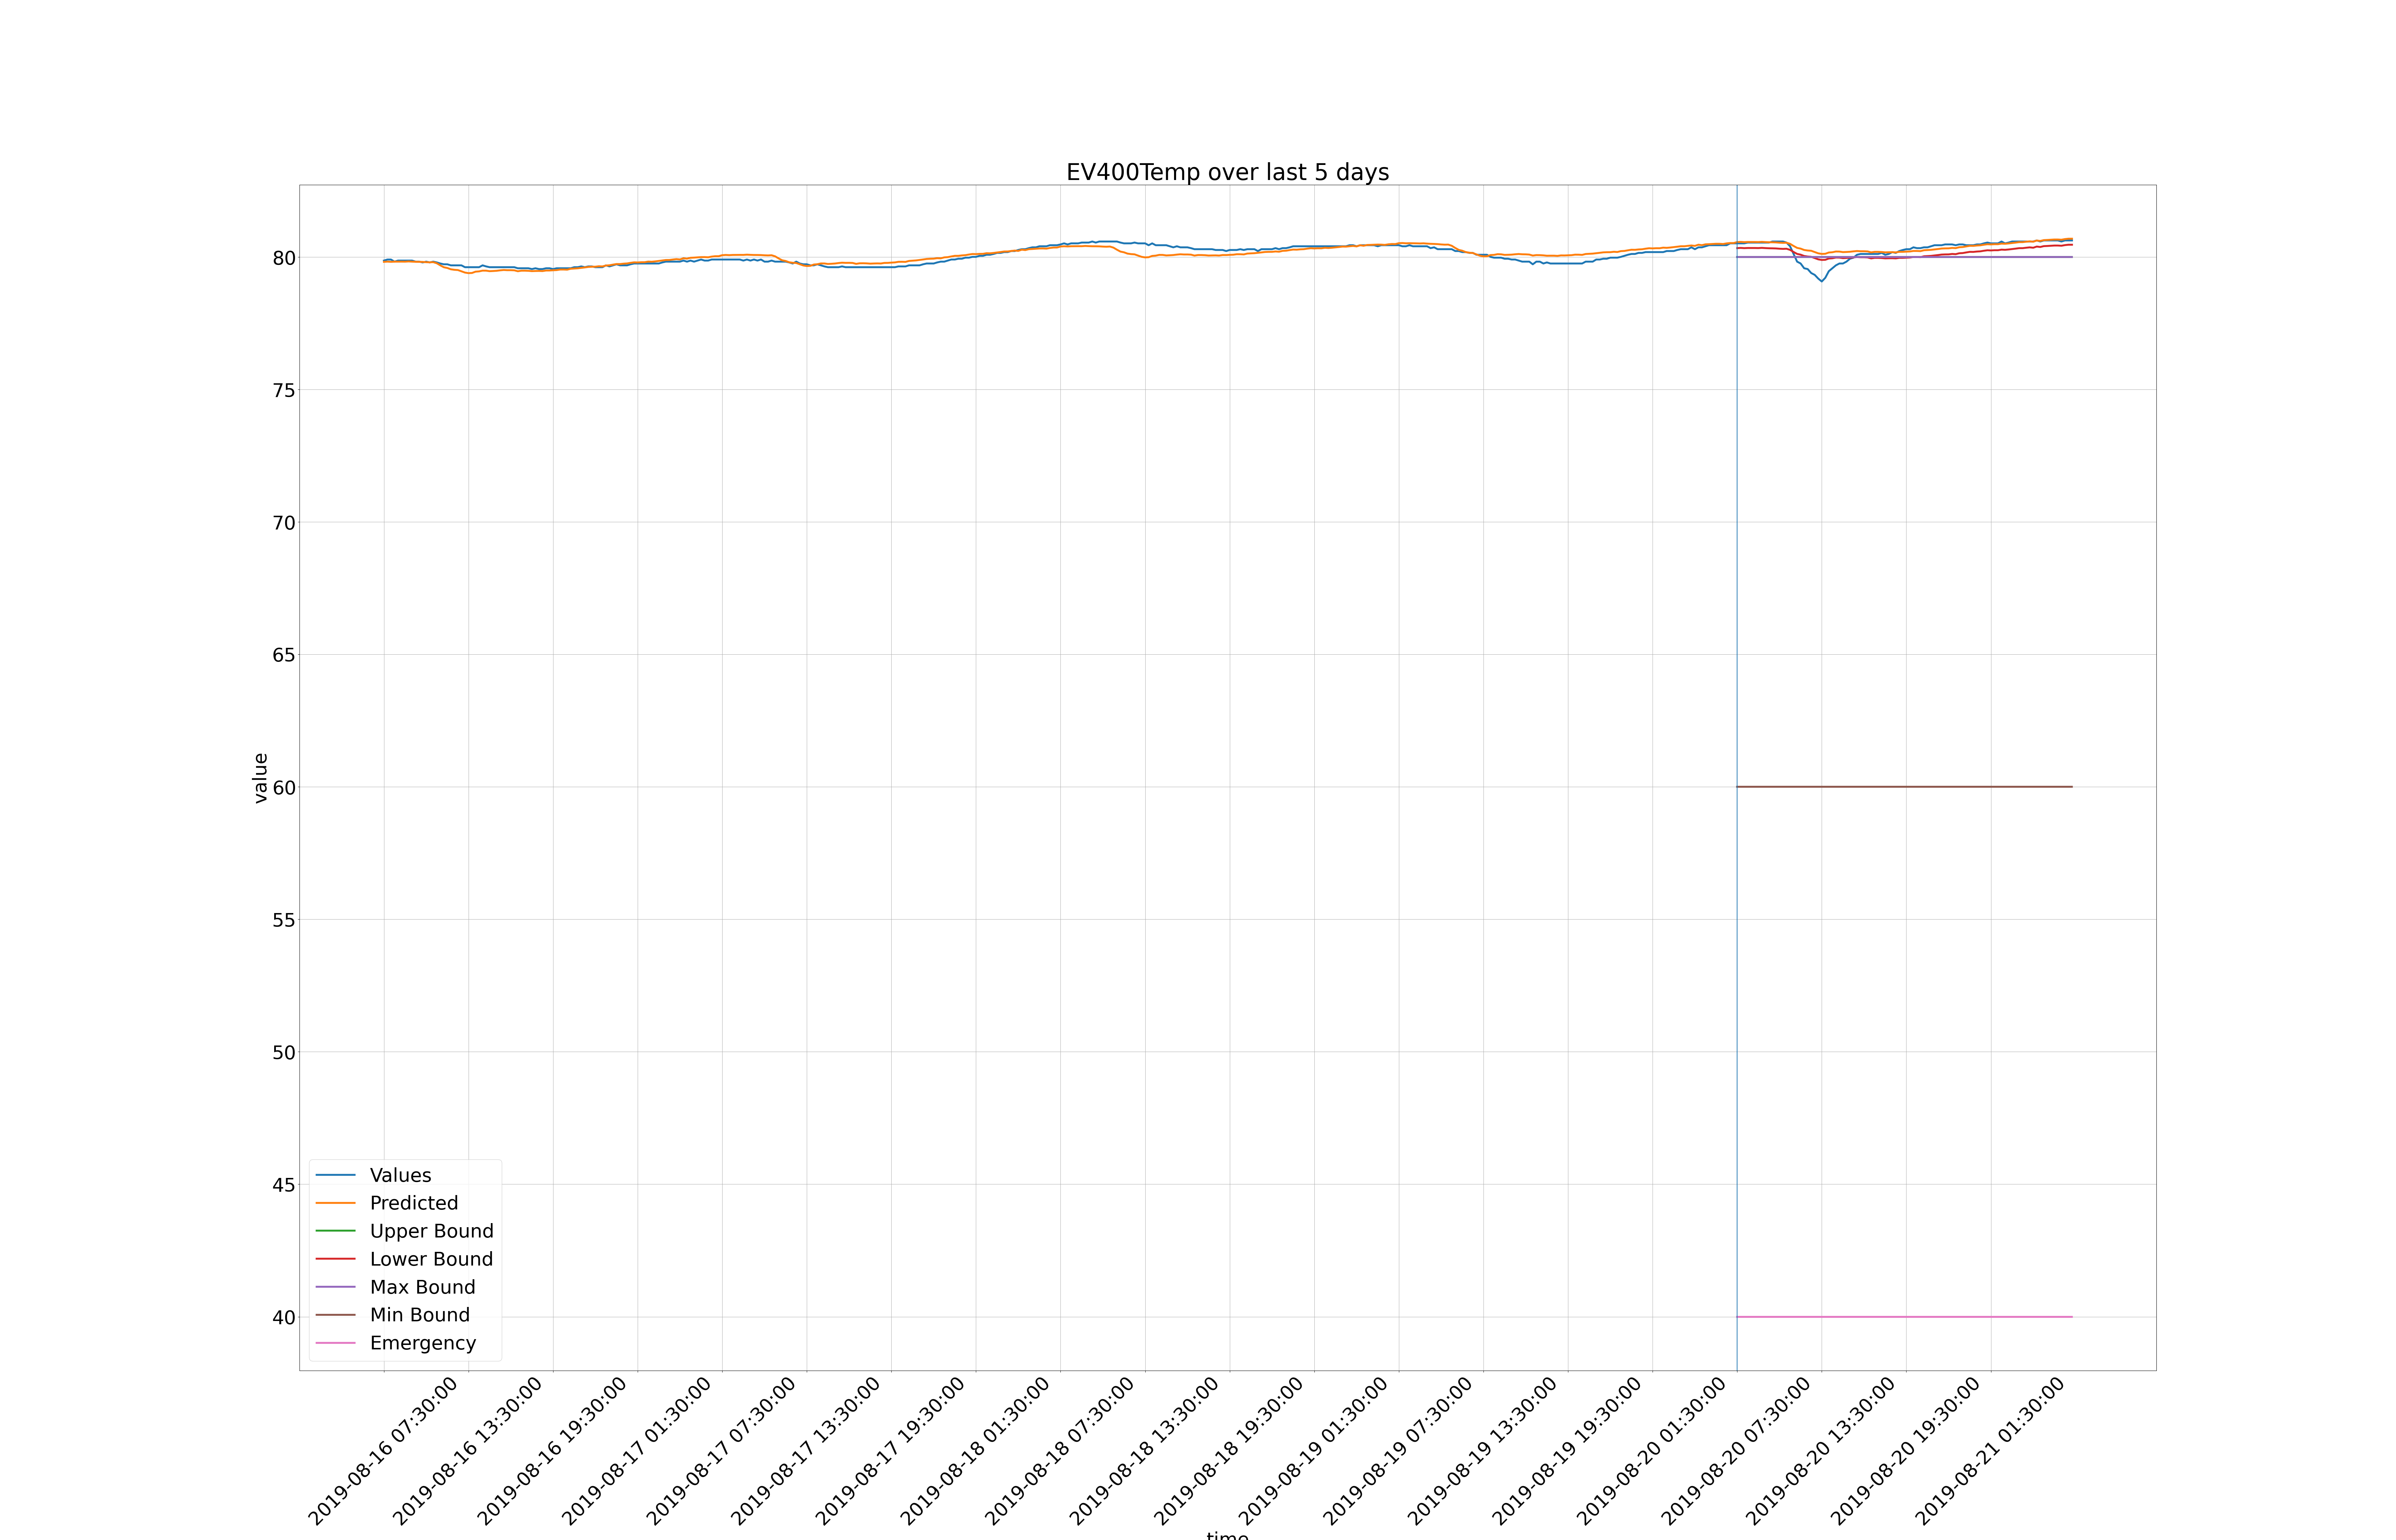 EV400Temp over last 5 days
80
75
70
65
60
55
50
45
40
value
Values
Predicted
Upper Bound
Lower Bound
Max Bound
Min Bound
Emergency
2019-08-16 07:30:00
2019-08-16 13:30:00
2019-08-16 19:30:00
2019-08-17 01:30:00
2019-08-17 07:30:00
2019-08-17 13:30:00
2019-08-17 19:30:00
2019-08-18 01:30:00
2019-08-18 07:30:00
2019-08-18 13:30:00
2019-08-18 19:30:00
2019-08-19 01:30:00
2019-08-19 07:30:00
2019-08-19 13:30:00
2019-08-19 19:30:00
2019-08-20 01:30:00
2019-08-20 07:30:00
2019-08-20 13:30:00
2019-08-20 19:30:00
2019-08-21 01:30:00
time